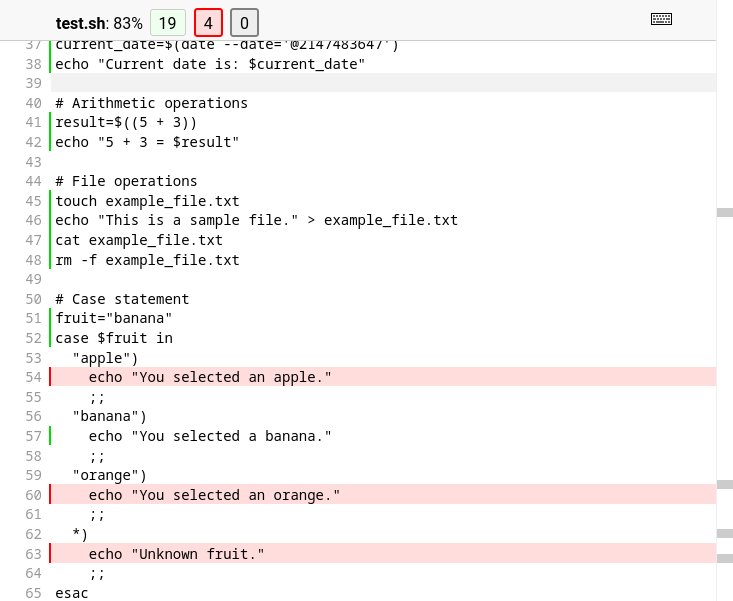 test.sh: 83% 19 4 0
37 current_date=$(date --date='@2147483647')
38 echo "Current date is: $current_date"
39
40 # Arithmetic operations
41 result=$((5 + 3))
42 echo "5 + 3 = $result"
43
44 # File operations
45 touch example_file.txt
46 echo "This is a sample file." > example_file.txt
47 cat example_file.txt
48 rm -f example_file.txt
49
50 # Case statement
51 fruit="banana"
52 case $fruit in
53   "apple")
54     echo "You selected an apple."
55     ;;
56   "banana")
57     echo "You selected a banana."
58     ;;
59   "orange")
60     echo "You selected an orange."
61     ;;
62   *)
63     echo "Unknown fruit."
64     ;;
65 esac